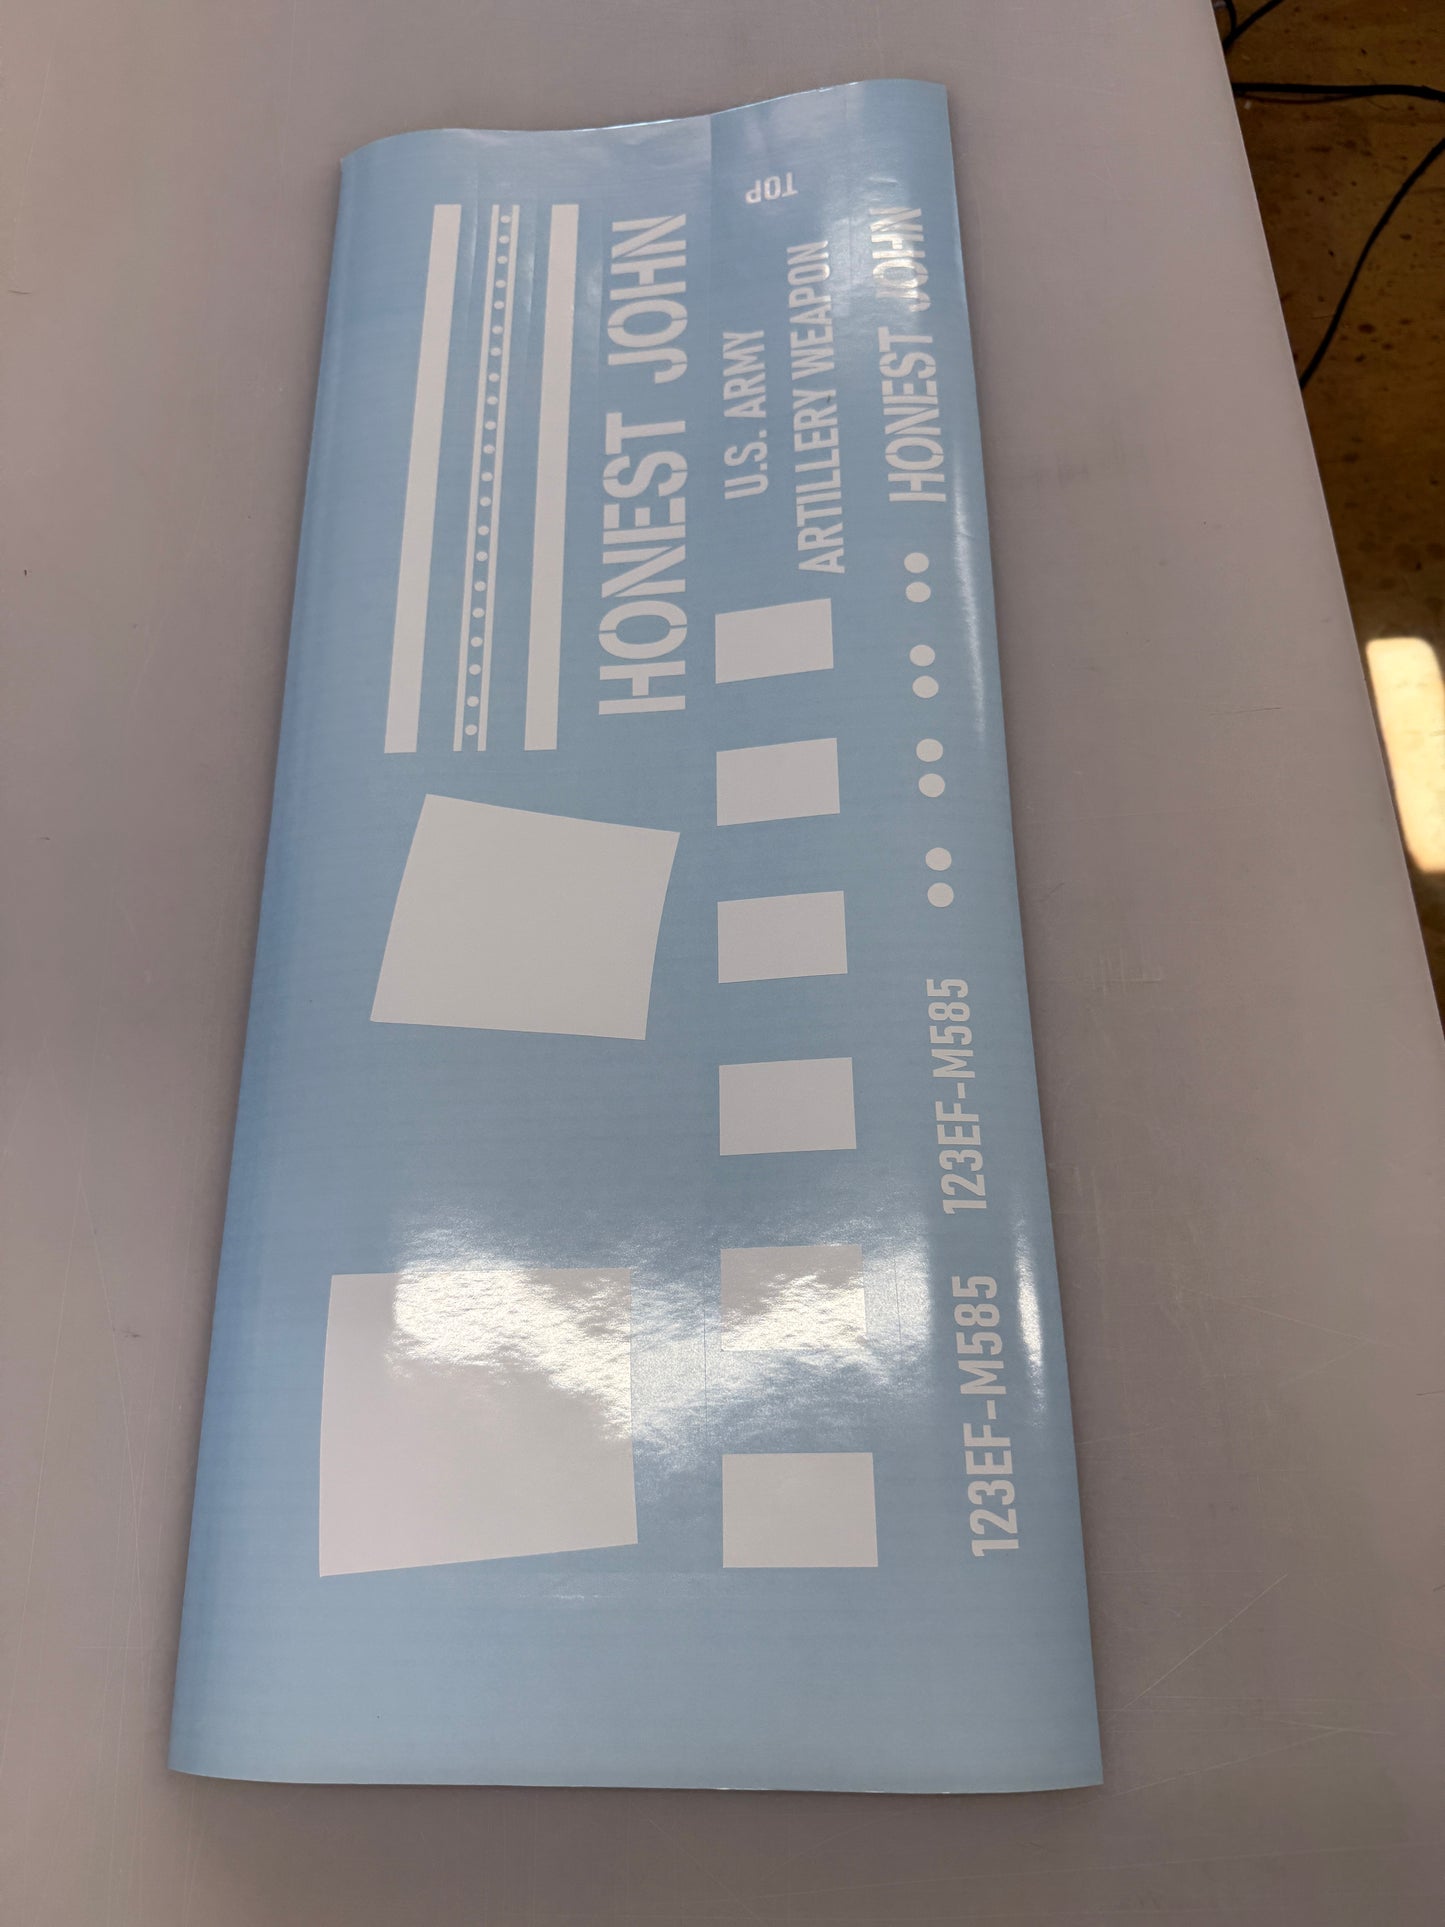 HONEST JOHN
U.S. ARMY
ARTILLERY WEAPON
TOP
HONEST JOHN
123EF-M585
123EF-M585